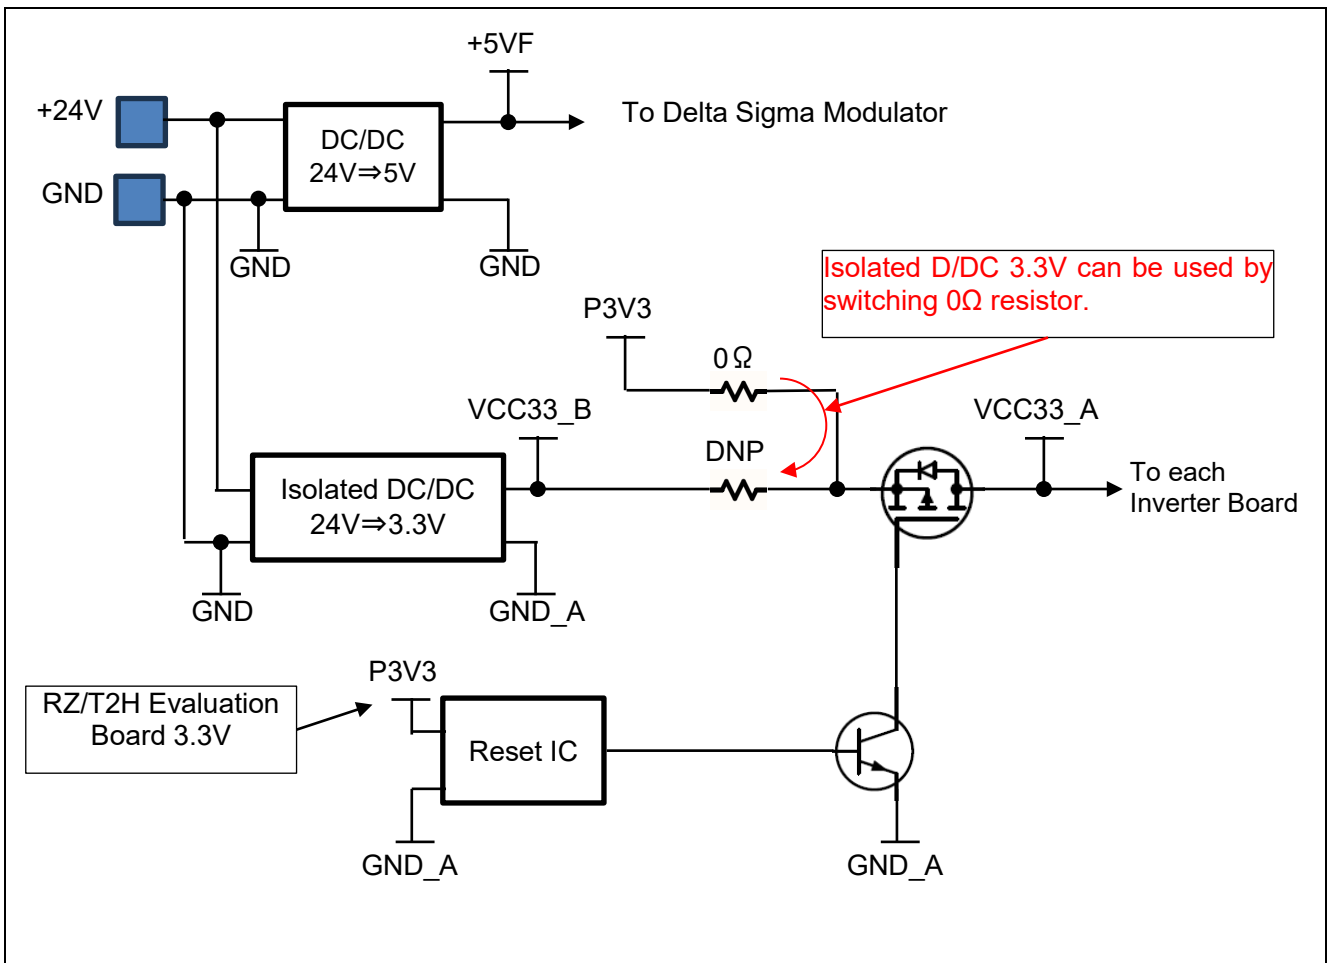 +5VF
+24V
To Delta Sigma Modulator
DC/DC
24V⇒5V
GND
GND
GND
Isolated D/DC 3.3V can be used by
switching 0Ω resistor.
P3V3
0Ω
VCC33_B
VCC33_A
DNP
Isolated DC/DC
24V⇒3.3V
To each
Inverter Board
GND
GND_A
P3V3
RZ/T2H Evaluation
Board 3.3V
Reset IC
GND_A
GND_A